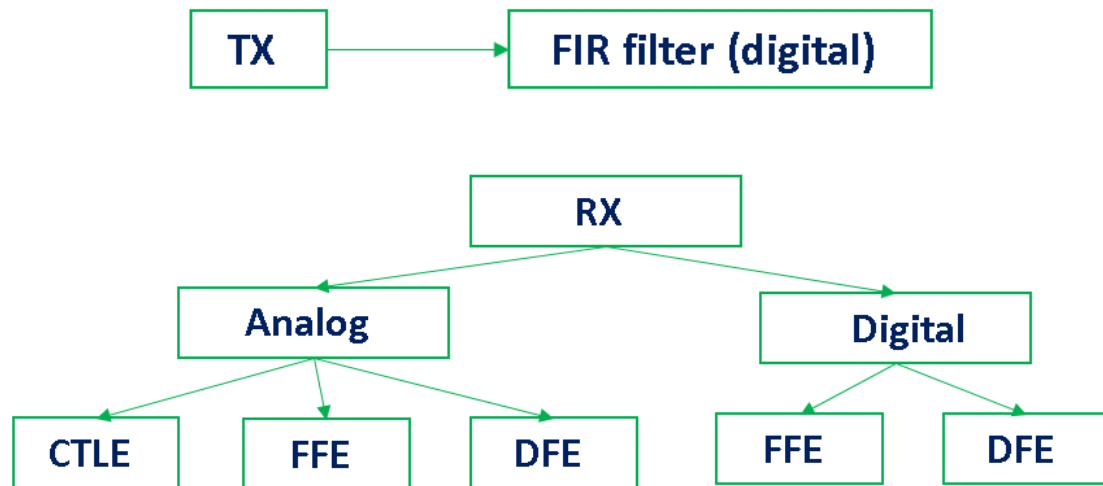 TX
FIR filter (digital)
RX
Analog
Digital
CTLE
FFE
DFE
FFE
DFE